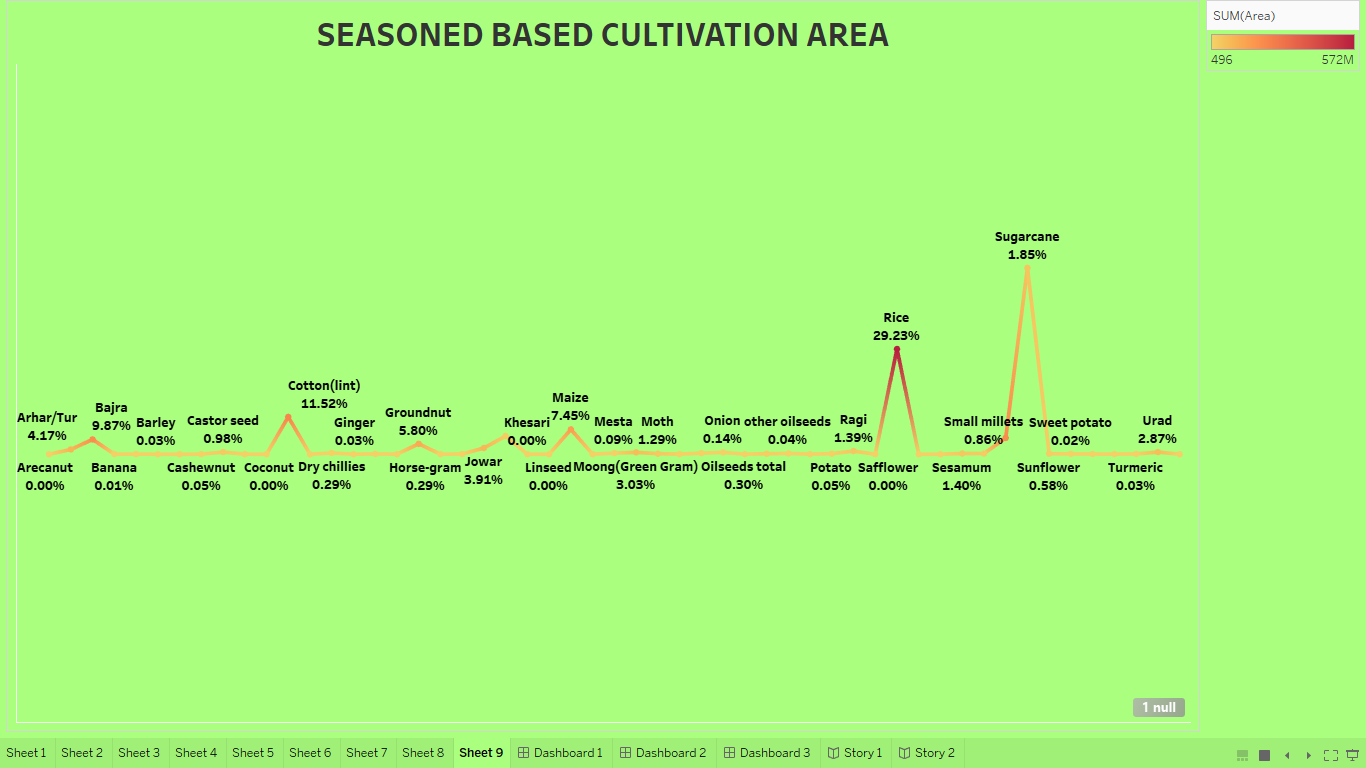 SEASONED BASED CULTIVATION AREA
SUM(Area)
496 572M
Sugarcane
1.85%
Rice
29.23%
Cotton(lint)
11.52%
Maize
7.45%
Bajra
9.87%
Groundnut
5.80%
Arhar/Tur
4.17%
Barley
0.03%
Castor seed
0.98%
Ginger
0.03%
Khesari
0.00%
Mesta
0.09%
Moth
1.29%
Onion
0.14%
other oilseeds
0.04%
Ragi
1.39%
Small millets
0.86%
Sweet potato
0.02%
Urad
2.87%
Arecanut
0.00%
Banana
0.01%
Cashewnut
0.05%
Coconut
0.00%
Dry chillies
0.29%
Horse-gram
0.29%
Jowar
3.91%
Linseed
0.00%
Moong(Green Gram)
3.03%
Oilseeds total
0.30%
Potato
0.05%
Safflower
0.00%
Sesamum
1.40%
Sunflower
0.58%
Turmeric
0.03%
1 null
Sheet 1 Sheet 2 Sheet 3 Sheet 4 Sheet 5 Sheet 6 Sheet 7 Sheet 8 Sheet 9 Dashboard 1 Dashboard 2 Dashboard 3 Story 1 Story 2